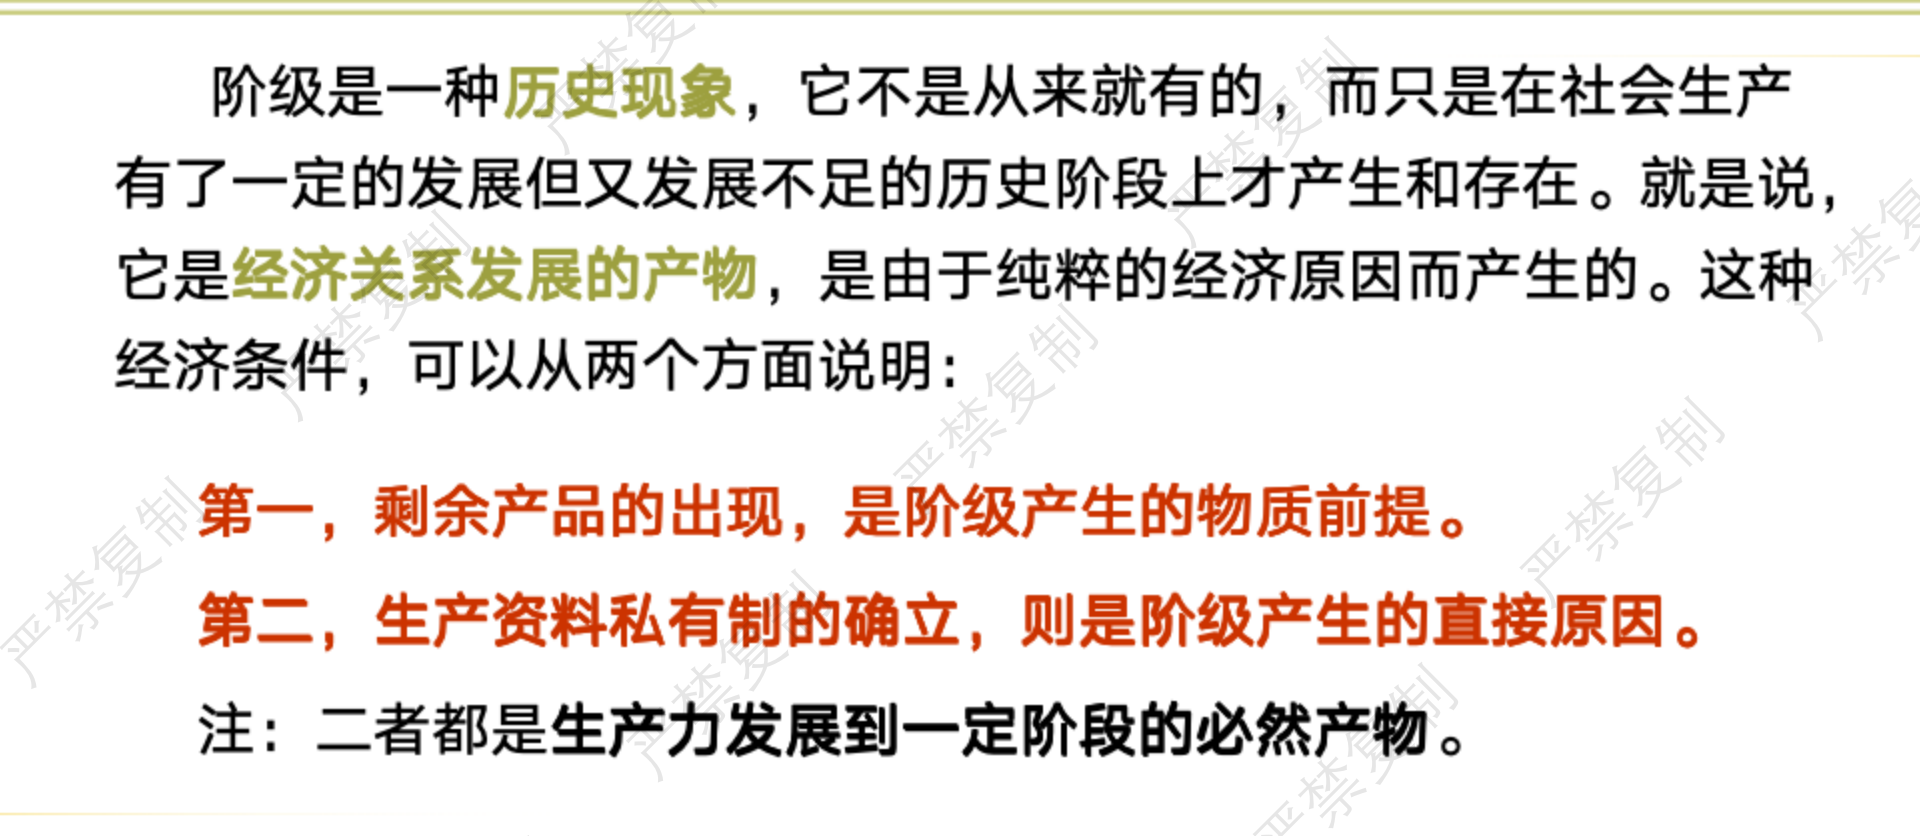 阶级是一种历史现象，它不是从来就有的，而只是在社会生产
有了一定的发展但又发展不足的历史阶段上才产生和存在。就是说，
它是经济关系发展的产物，是由于纯粹的经济原因而产生的。这种
经济条件，可以从两个方面说明：
第一，剩余产品的出现，是阶级产生的物质前提。
第二，生产资料私有制的确立，则是阶级产生的直接原因。
注：二者都是生产力发展到一定阶段的必然产物。
严禁复制
严禁复制
严禁复制
严禁复制
严禁复制
严禁复制
严禁复制
严禁复制
严禁复制